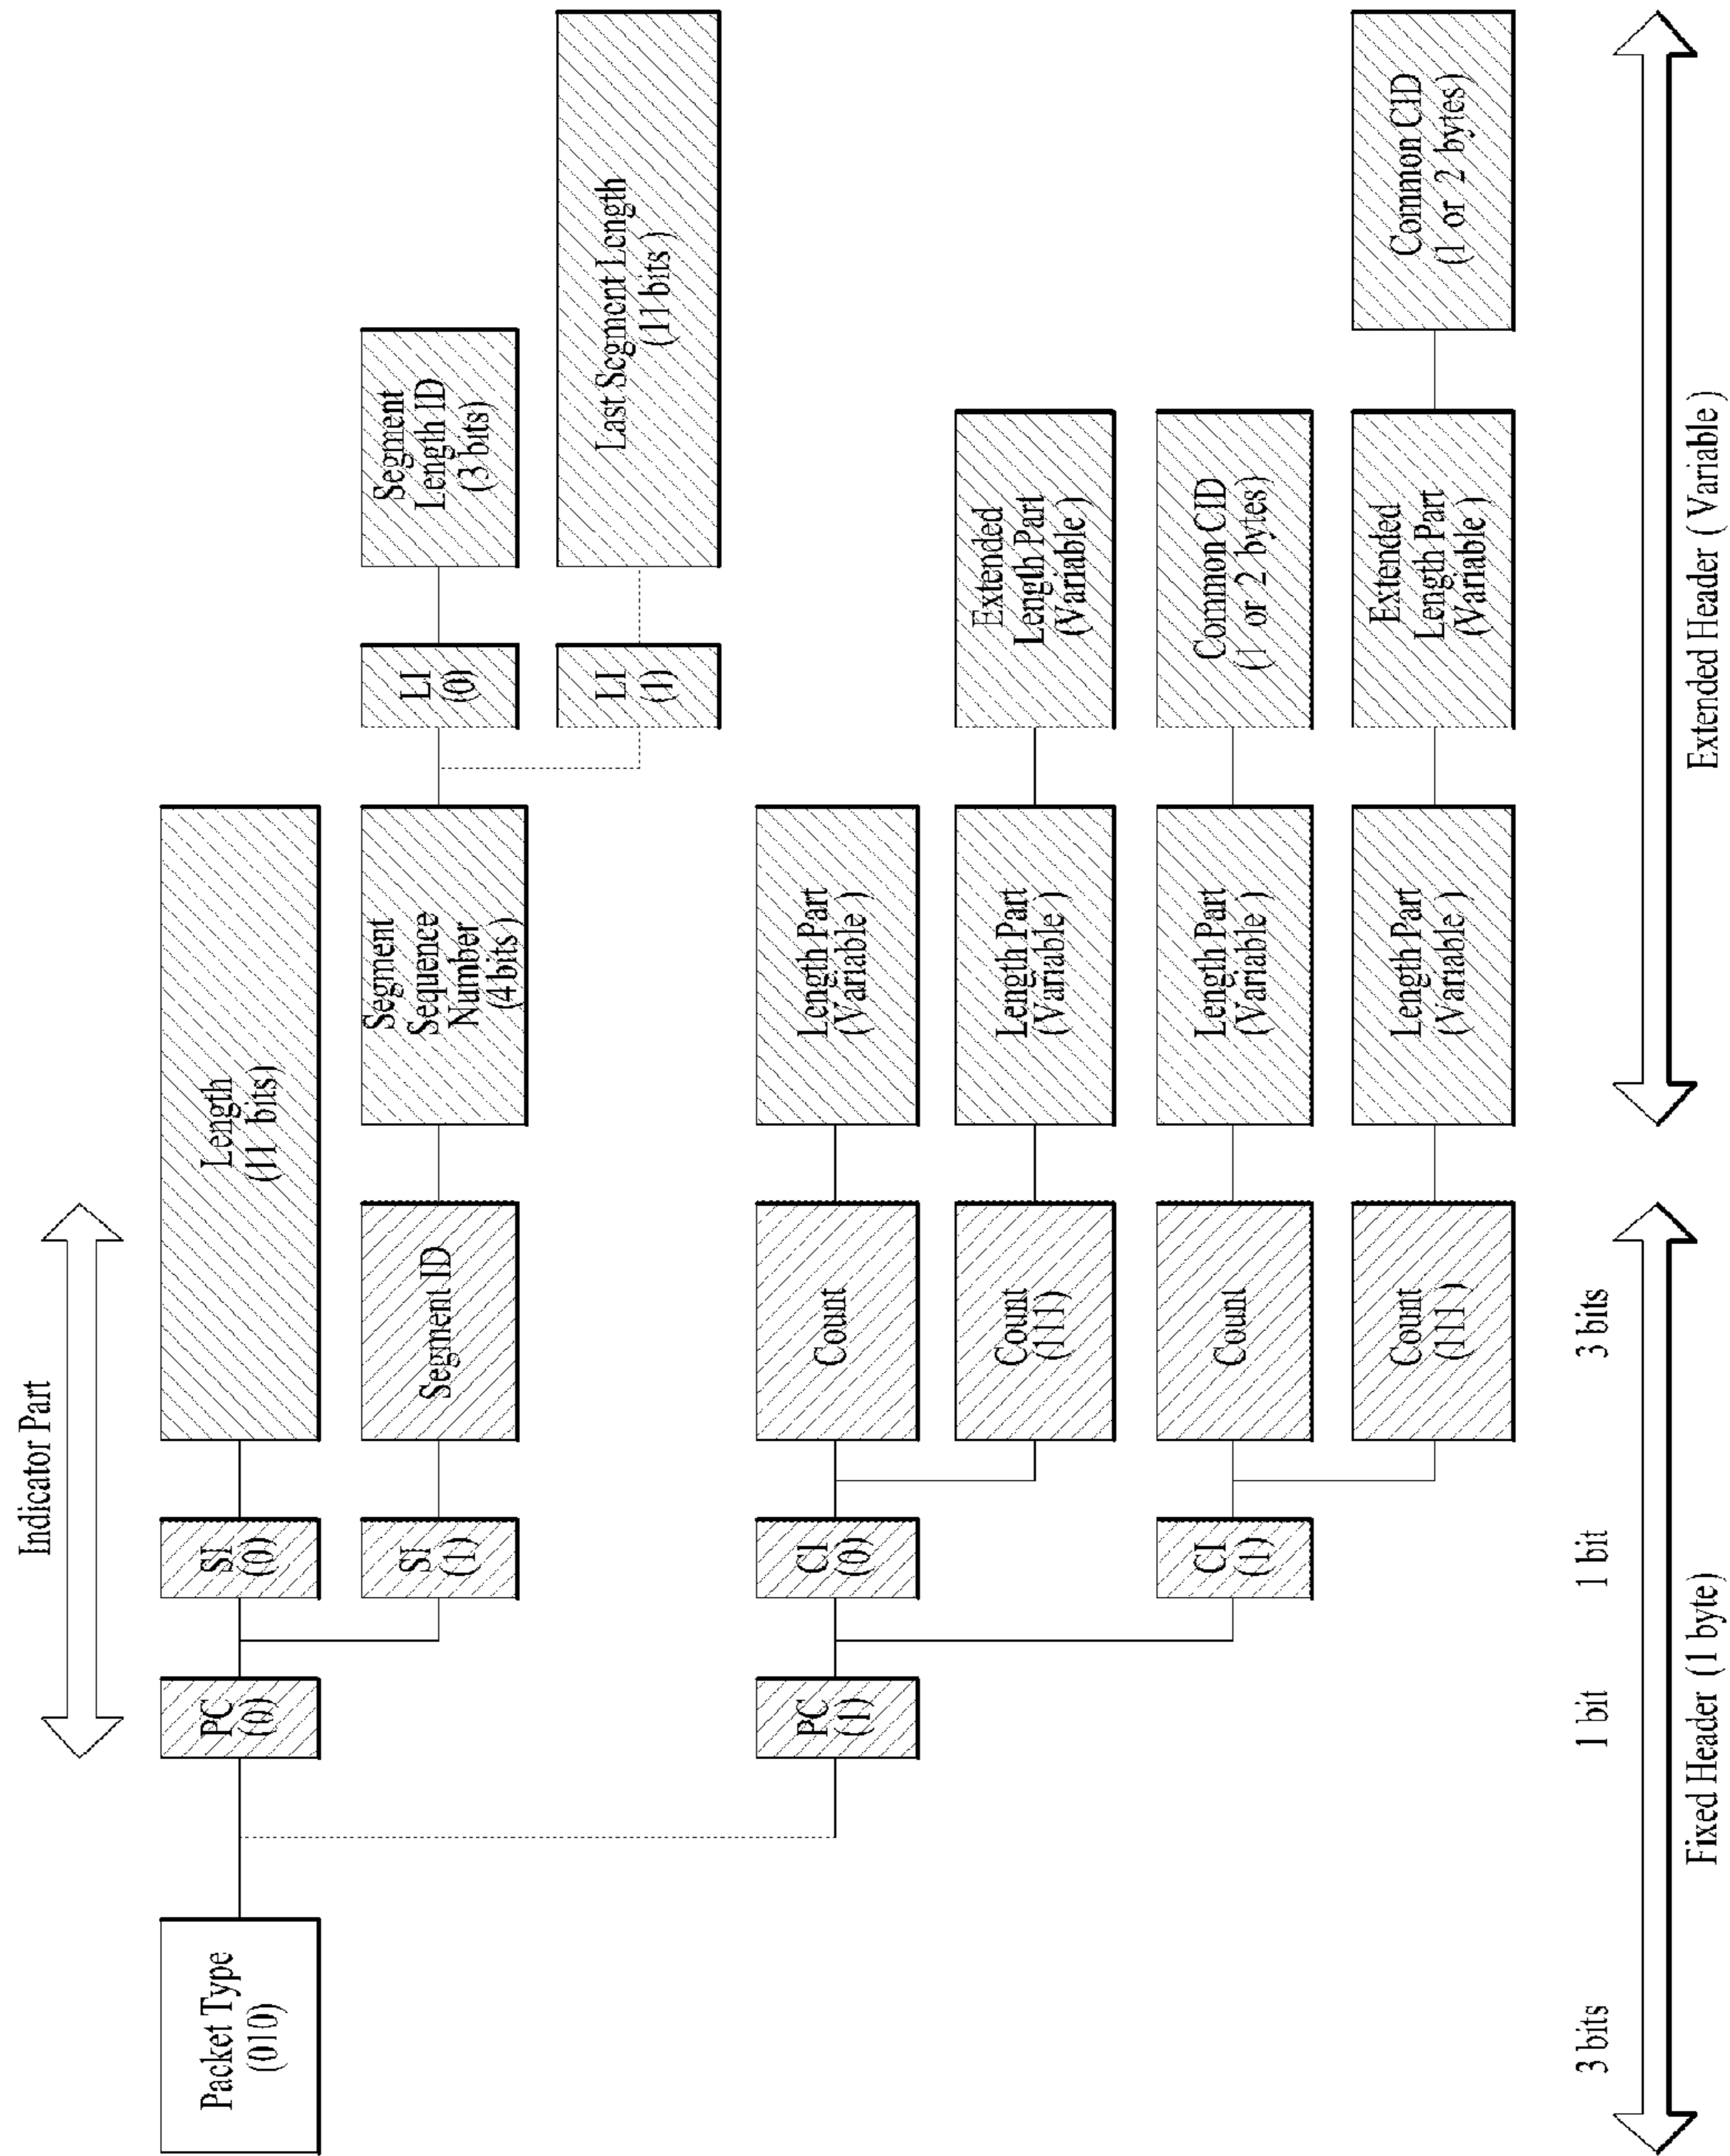 Indicator Part
Packet Type
(010)
PC
(0)
SI
(0)
Length
(11 bits)
SI
(1)
Segment ID
Segment
Sequence
Number
(4bits)
LI
(0)
Segment
Length ID
(3 bits)
LI
(1)
Last Segment Length
(11 bits )
PC
(1)
CI
(0)
Count
Length Part
(Variable )
Count
(111)
Length Part
(Variable )
Extended
Length Part
(Variable )
CI
(1)
Count
Length Part
(Variable )
Common CID
(1 or 2 bytes)
Count
(111 )
Length Part
(Variable )
Extended
Length Part
(Variable )
Common CID
(1 or 2 bytes)
3 bits
1 bit
1 bit
3 bits
Fixed Header (1 byte)
Extended Header ( Variable )